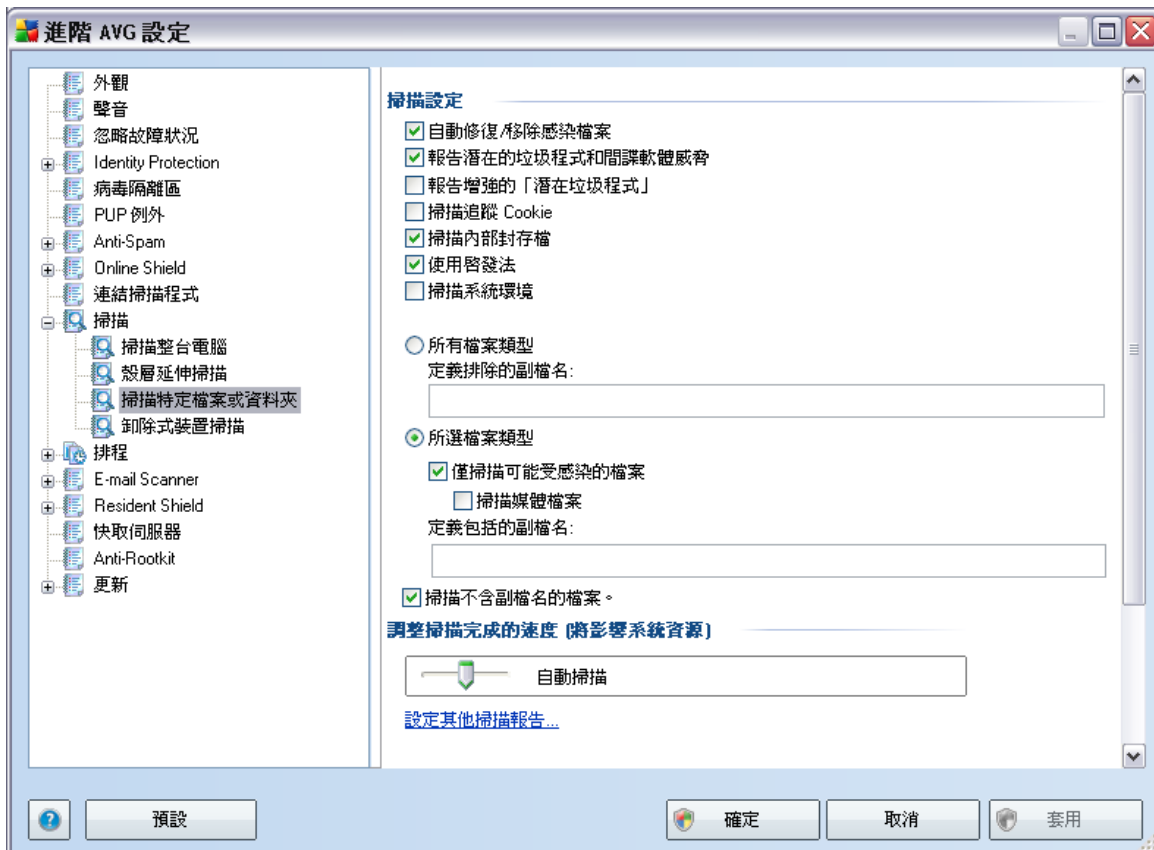 進階 AVG 設定
外觀
聲音
忽略故障狀況
Identity Protection
病毒隔離區
PUP 例外
Anti-Spam
Online Shield
連結掃描程式
掃描
掃描整台電腦
殼層延伸掃描
掃描特定檔案或資料夾
卸除式裝置掃描
排程
E-mail Scanner
Resident Shield
快取伺服器
Anti-Rootkit
更新
掃描設定
自動修復/移除感染檔案
報告潛在的垃圾程式和間諜軟體威脅
報告增強的「潛在垃圾程式」
掃描追蹤 Cookie
掃描內部封存檔
使用啓發法
掃描系統環境
所有檔案類型
定義排除的副檔名:
所選檔案類型
僅掃描可能受感染的檔案
掃描媒體檔案
定義包括的副檔名:
掃描不含副檔名的檔案。
調整掃描完成的速度 (將影響系統資源)
自動掃描
設定其他掃描報告...
預設
確定
取消
套用